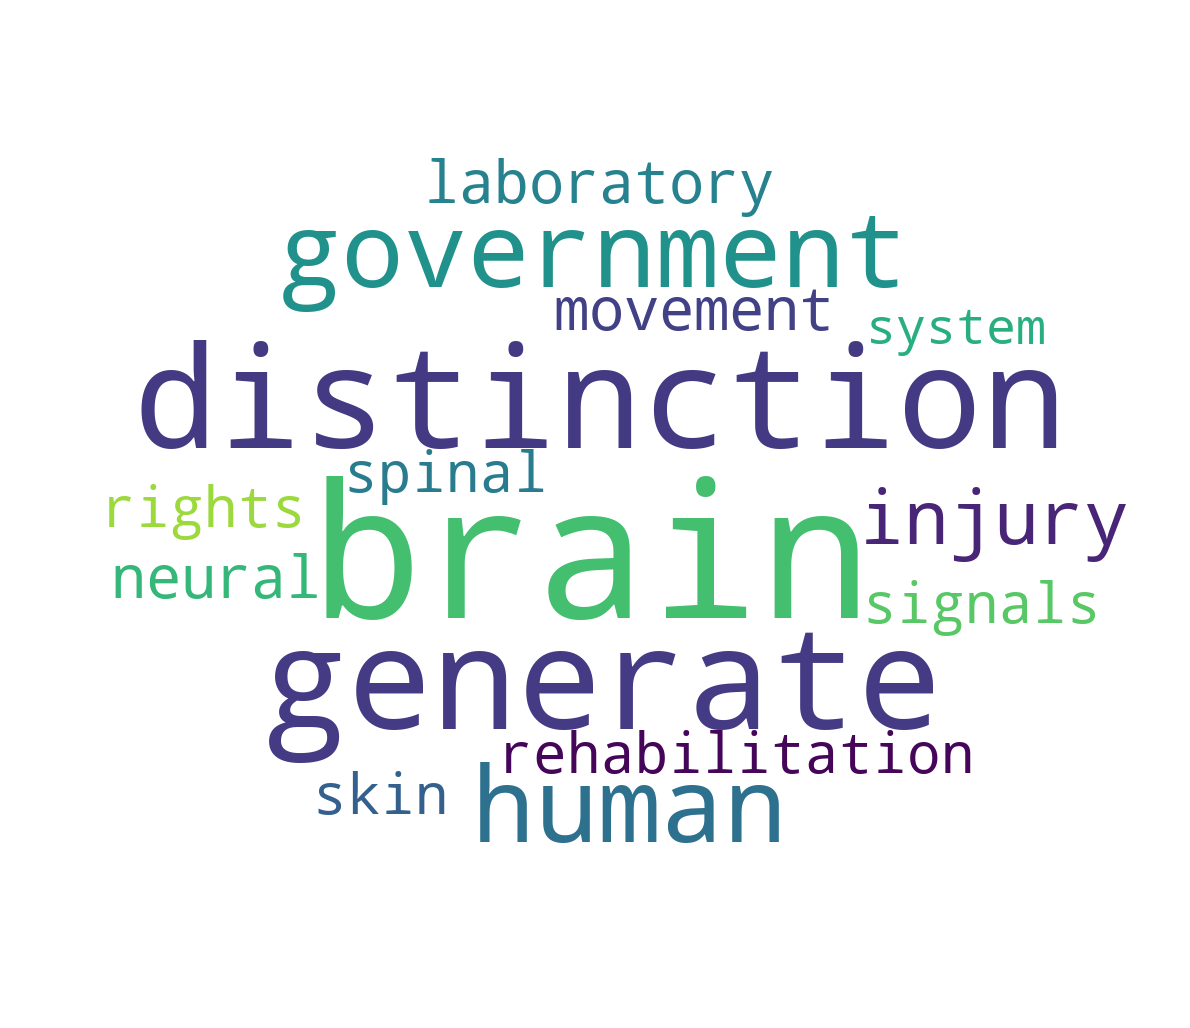 laboratory
government
movement
system
distinction
spinal
rights
brain
injury
neural
signals
generate
rehabilitation
skin
human